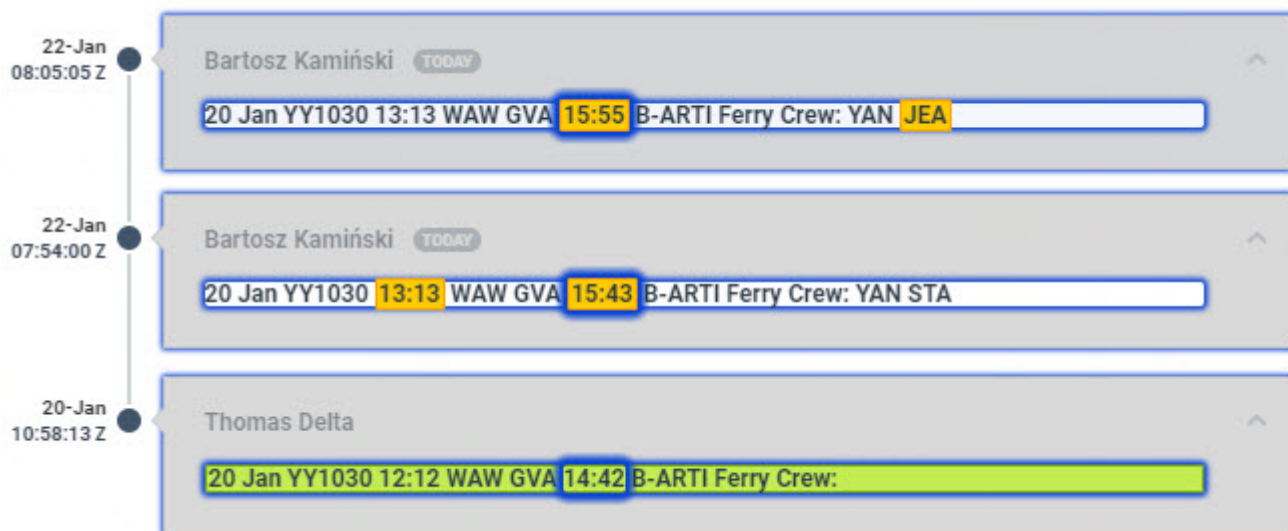 22-Jan
08:05:05 Z
Bartosz Kamiński TODAY
20 Jan YY1030 13:13 WAW GVA 15:55 B-ARTI Ferry Crew: YAN JEA
22-Jan
07:54:00 Z
Bartosz Kamiński TODAY
20 Jan YY1030 13:13 WAW GVA 15:43 B-ARTI Ferry Crew: YAN STA
20-Jan
10:58:13 Z
Thomas Delta
20 Jan YY1030 12:12 WAW GVA 14:42 B-ARTI Ferry Crew: